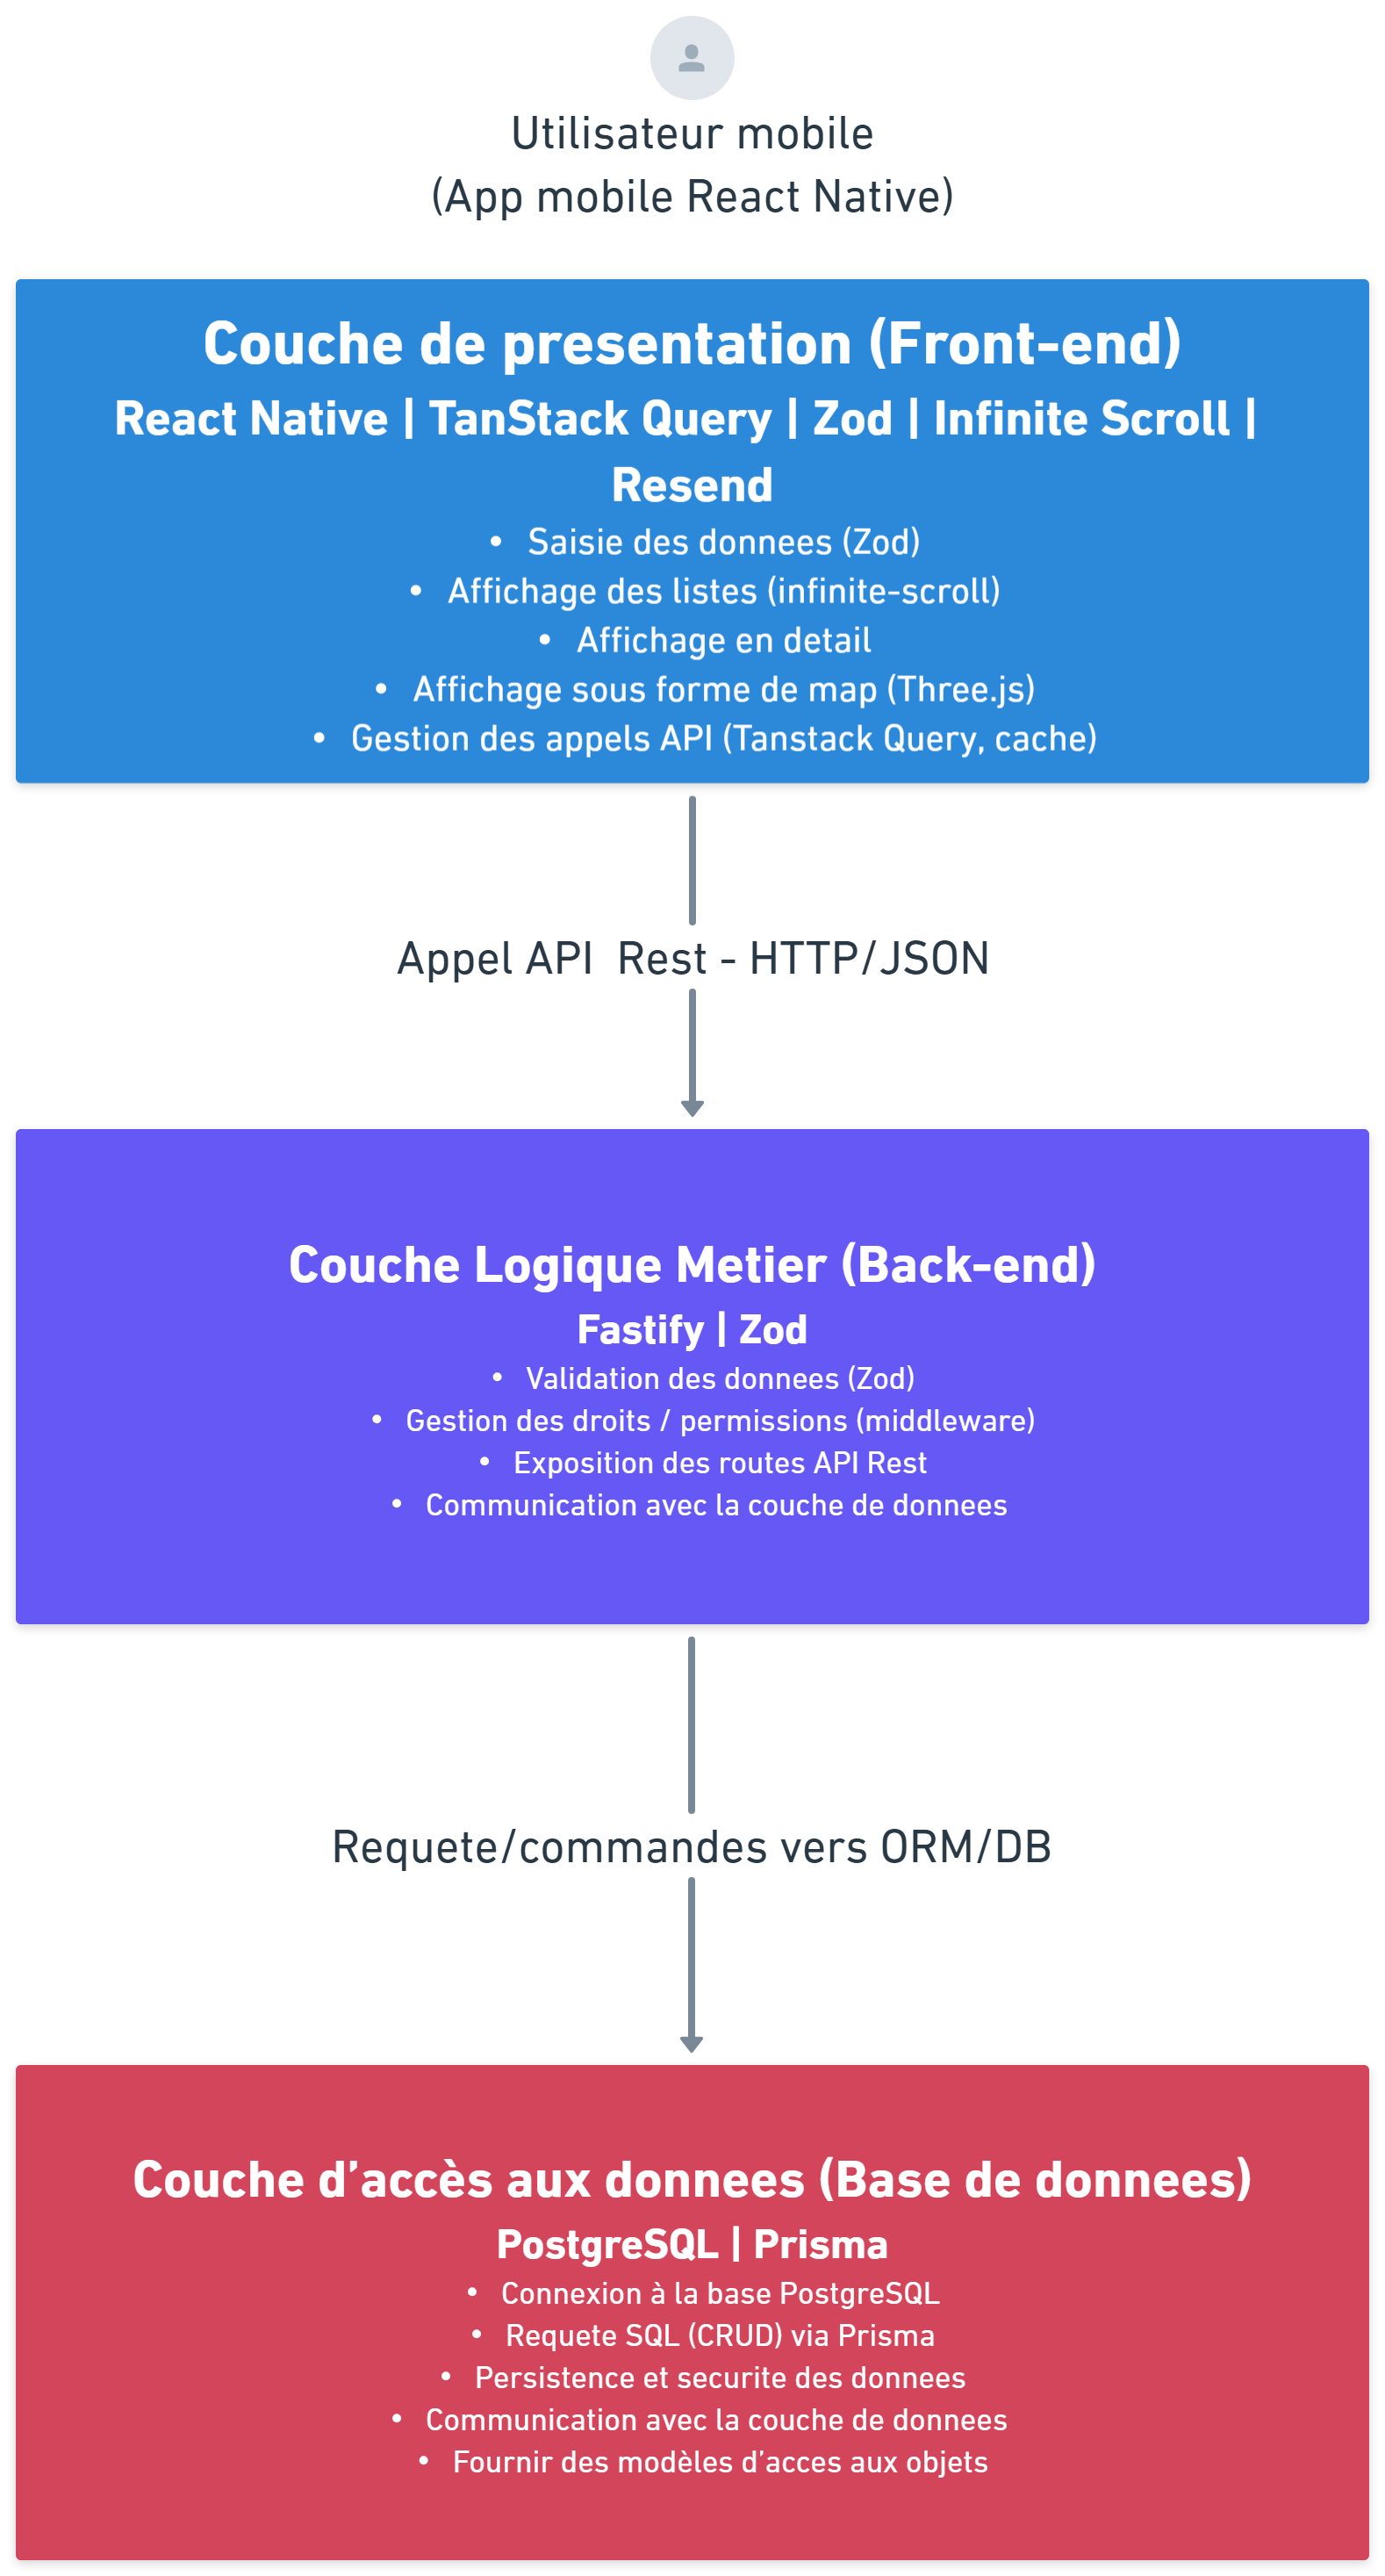 Utilisateur mobile
(App mobile React Native)
Couche de presentation (Front-end)
React Native | TanStack Query | Zod | Infinite Scroll |
Resend
• Saisie des donnees (Zod)
• Affichage des listes (infinite-scroll)
• Affichage en detail
• Affichage sous forme de map (Three.js)
• Gestion des appels API (Tanstack Query, cache)
Appel API  Rest - HTTP/JSON
Couche Logique Metier (Back-end)
Fastify | Zod
• Validation des donnees (Zod)
• Gestion des droits / permissions (middleware)
• Exposition des routes API Rest
• Communication avec la couche de donnees
Requete/commandes vers ORM/DB
Couche d’accès aux donnees (Base de donnees)
PostgreSQL | Prisma
• Connexion à la base PostgreSQL
• Requete SQL (CRUD) via Prisma
• Persistence et securite des donnees
• Communication avec la couche de donnees
• Fournir des modèles d’acces aux objets